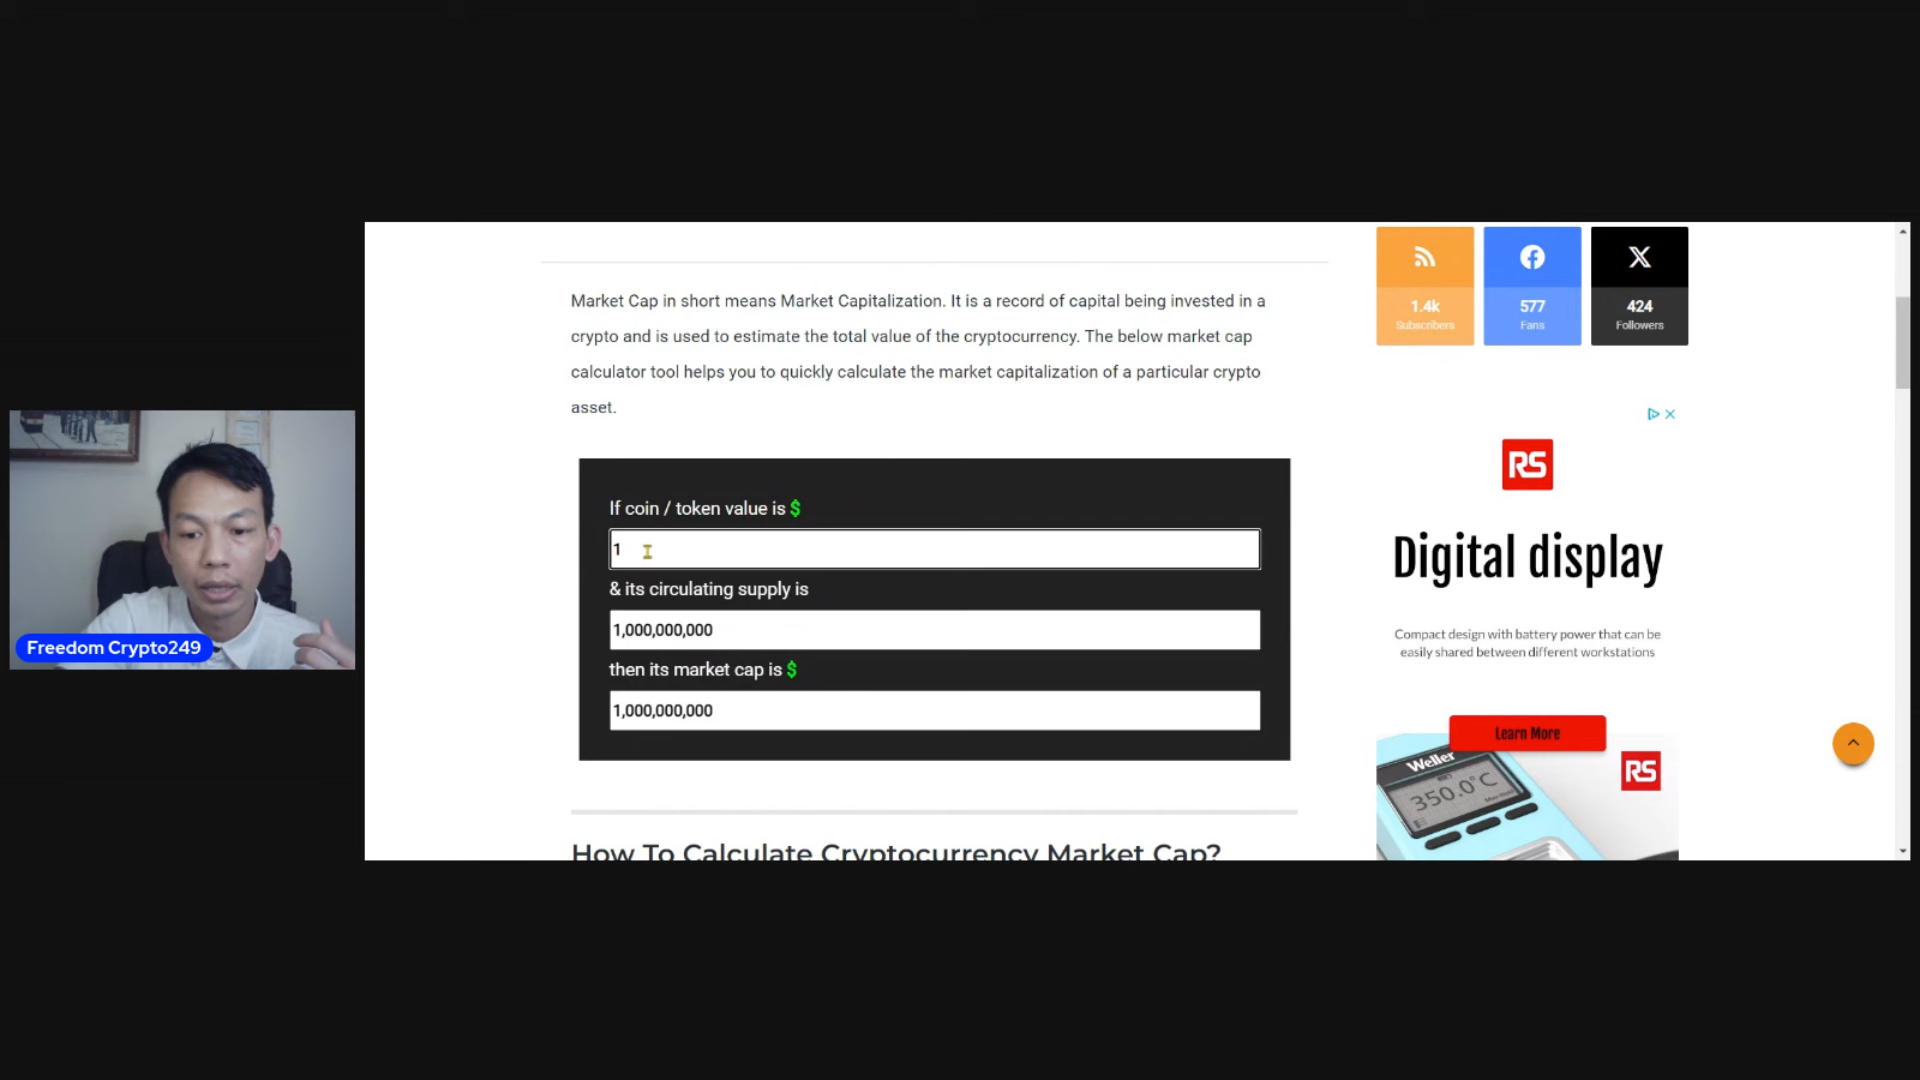 Market Cap in short means Market Capitalization. It is a record of capital being invested in a
crypto and is used to estimate the total value of the cryptocurrency. The below market cap
calculator tool helps you to quickly calculate the market capitalization of a particular crypto
asset.
If coin / token value is $
1
& its circulating supply is
1,000,000,000
then its market cap is $
1,000,000,000
How To Calculate Cryptocurrency Market Cap?
1.4k
Subscribers
577
Fans
424
Followers
RS
Digital display
Compact design with battery power that can be
easily shared between different workstations
Learn More
Weller
RS
350.0°C
Freedom Crypto249